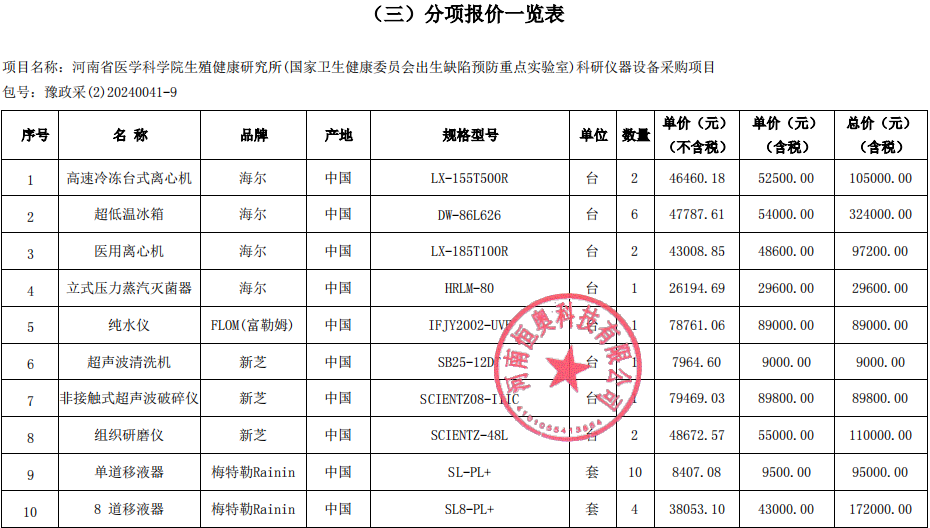 （三）分项报价一览表
项目名称：河南省医学科学院生殖健康研究所(国家卫生健康委员会出生缺陷预防重点实验室)科研仪器设备采购项目
包号：豫政采(2)20240041-9
序号 名 称 品牌 产地 规格型号 单位 数量 单价（元）（不含税） 单价（元）（含税） 总价（元）（含税）
1 高速冷冻台式离心机 海尔 中国 LX-155T500R 台 2 46460.18 52500.00 105000.00
2 超低温冰箱 海尔 中国 DW-86L626 台 6 47787.61 54000.00 324000.00
3 医用离心机 海尔 中国 LX-185T100R 台 2 43008.85 48600.00 97200.00
4 立式压力蒸汽灭菌器 海尔 中国 HRLM-80 台 1 26194.69 29600.00 29600.00
5 纯水仪 FLOM(富勒姆) 中国 IFJY2002-UVF 台 1 78761.06 89000.00 89000.00
6 超声波清洗机 新芝 中国 台 1 7964.60 9000.00 9000.00
7 非接触式超声波破碎仪 新芝 中国 SCIENTZ08-IIIC 台 1 79469.03 89800.00 89800.00
8 组织研磨仪 新芝 中国 SCIENTZ-48L 台 2 48672.57 55000.00 110000.00
9 单道移液器 梅特勒Rainin 中国 SL-PL+ 套 10 8407.08 9500.00 95000.00
10 8 道移液器 梅特勒Rainin 中国 SL8-PL+ 套 4 38053.10 43000.00 172000.00
河南恒奥科技有限公司